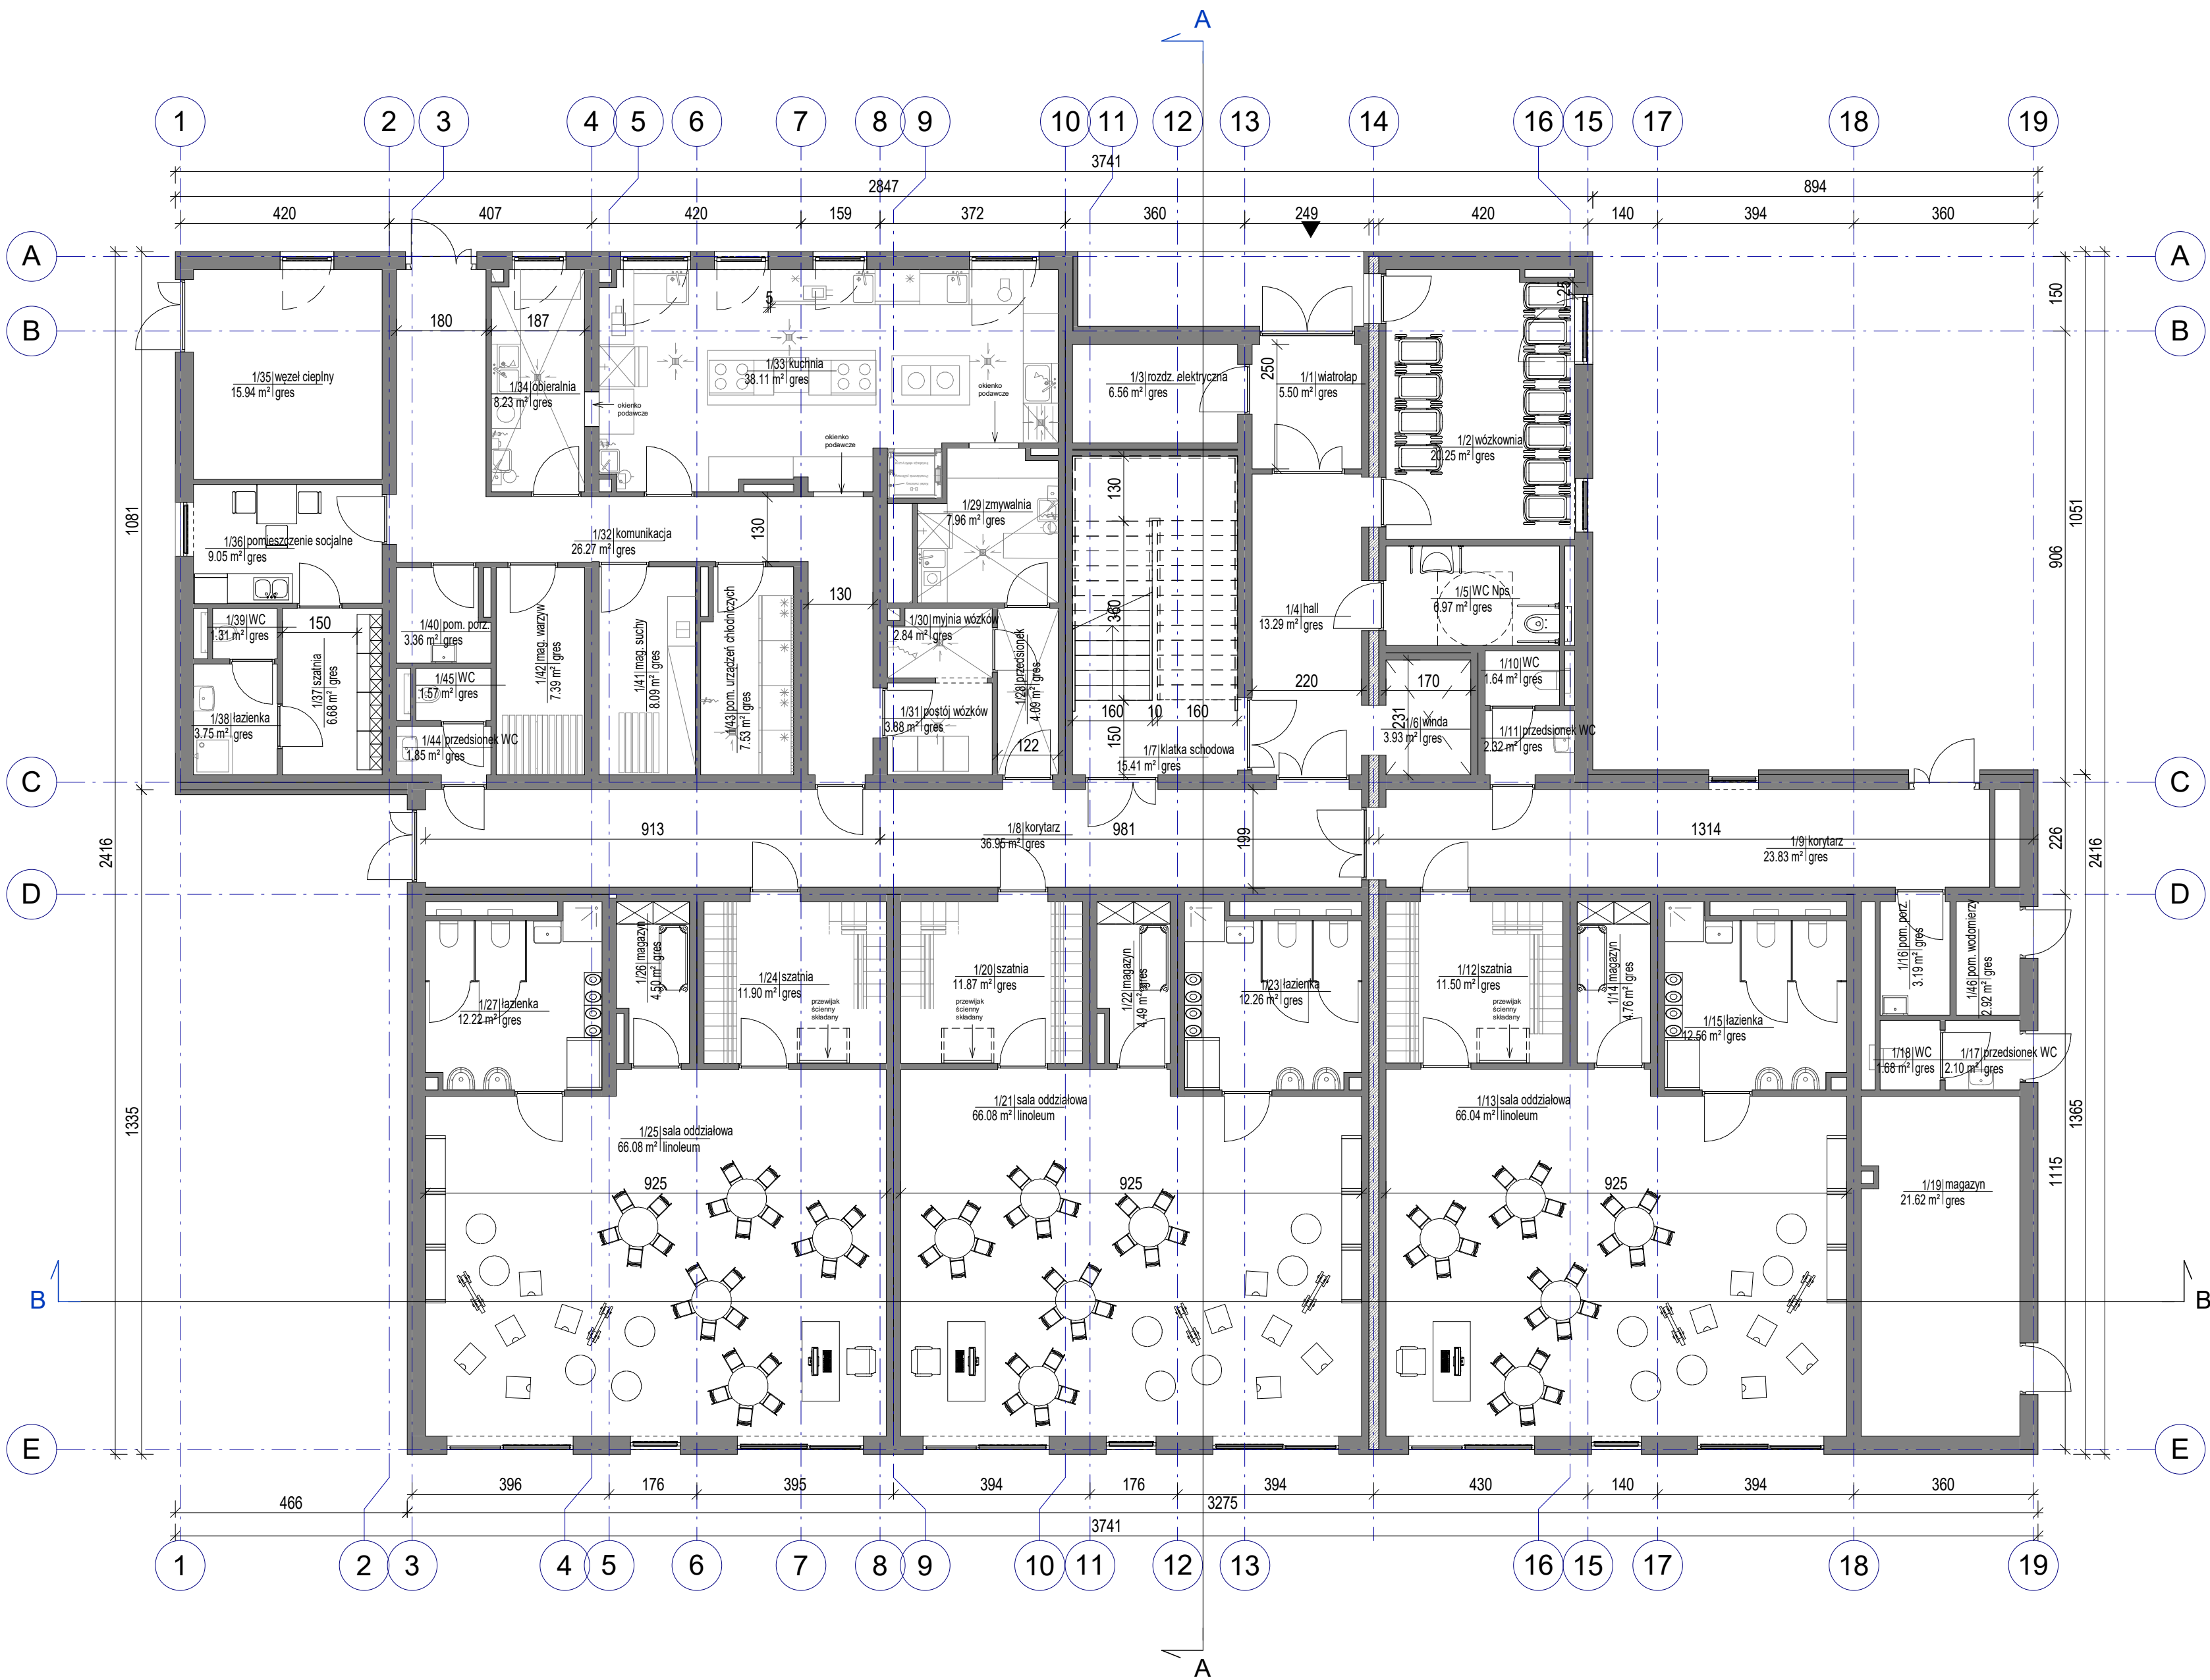 A
1 2 3 4 5 6 7 8 9 10 11 12 13 14 16 15 17 18 19
3741
2847 894
420 407 420 159 372 360 249 420 140 394 360
A A
B B
150
25
5
180 187
250
1/35 węzeł cieplny
15.94 m² gres
1/34 obieralnia
8.23 m² gres
1/33 kuchnia
38.11 m² gres
okienko
podawcze
okienko
podawcze
okienko
podawcze
1/3 rozdz. elektryczna
6.56 m² gres
1/1 wiatrołap
5.50 m² gres
1/2 wózkownia
20.25 m² gres
1081
1051
906
2416
2416
1/36 pomieszczenie socjalne
9.05 m² gres
1/32 komunikacja
26.27 m² gres
130
130
1/29 zmywalnia
7.96 m² gres
130
360
1/4 hall
13.29 m² gres
1/5 WC Nps
6.97 m² gres
1/39 WC
1.31 m² gres
150
1/37 szatnia
6.68 m² gres
1/38 łazienka
3.75 m² gres
1/40 pom. porz.
3.36 m² gres
1/45 WC
1.57 m² gres
1/44 przedsionek WC
1.85 m² gres
1/42 mag. warzyw
7.39 m² gres
1/41 mag. suchy
8.09 m² gres
1/43 pom. urządzeń chłodniczych
7.53 m² gres
1/30 myjnia wózków
2.84 m² gres
1/31 postój wózków
3.88 m² gres
1/28 przedsionek
4.09 m² gres
122
160 10 160
150
1/7 klatka schodowa
15.41 m² gres
220
170
231
1/6 winda
3.93 m² gres
1/10 WC
1.64 m² gres
1/11 przedsionek WC
2.32 m² gres
C C
913 981 1314
199
226
1/8 korytarz
36.95 m² gres
1/9 korytarz
23.83 m² gres
D D
1/27 łazienka
12.22 m² gres
1/26 magazyn
4.50 m² gres
1/24 szatnia
11.90 m² gres
przewijak
ścienny
składany
1/20 szatnia
11.87 m² gres
przewijak
ścienny
składany
1/22 magazyn
4.49 m² gres
1/23 łazienka
12.26 m² gres
1/12 szatnia
11.50 m² gres
przewijak
ścienny
składany
1/14 magazyn
4.76 m² gres
1/15 łazienka
12.56 m² gres
1/16 pom. porz.
3.19 m² gres
1/46 pom. wodomierzy
2.92 m² gres
1/18 WC
1.68 m² gres
1/17 przedsionek WC
2.10 m² gres
1335
1365
1115
1/25 sala oddziałowa
66.08 m² linoleum
1/21 sala oddziałowa
66.08 m² linoleum
1/13 sala oddziałowa
66.04 m² linoleum
1/19 magazyn
21.62 m² gres
925 925 925
B B
E E
396 176 395 394 176 394 430 140 394 360
466 3275
3741
1 2 3 4 5 6 7 8 9 10 11 12 13 16 15 17 18 19
A